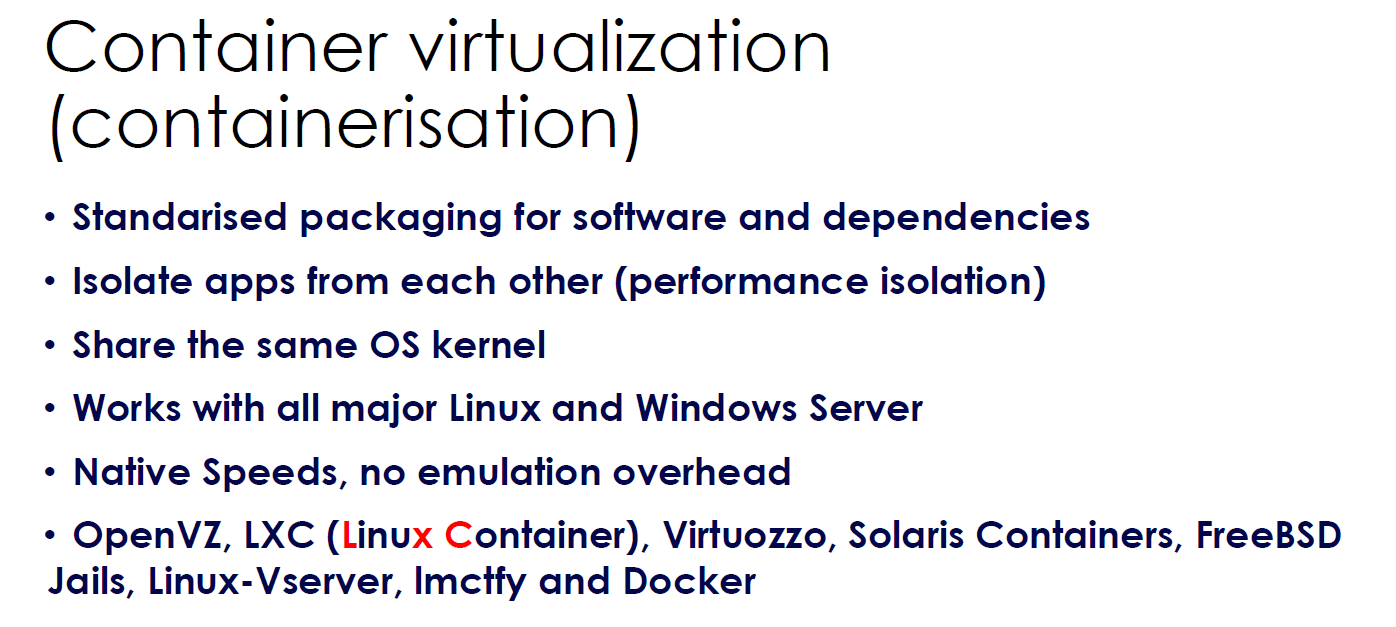 Container virtualization
(containerisation)
• Standarised packaging for software and dependencies
• Isolate apps from each other (performance isolation)
• Share the same OS kernel
• Works with all major Linux and Windows Server
• Native Speeds, no emulation overhead
• OpenVZ, LXC (Linux Container), Virtuozzo, Solaris Containers, FreeBSD
Jails, Linux-Vserver, lmctfy and Docker